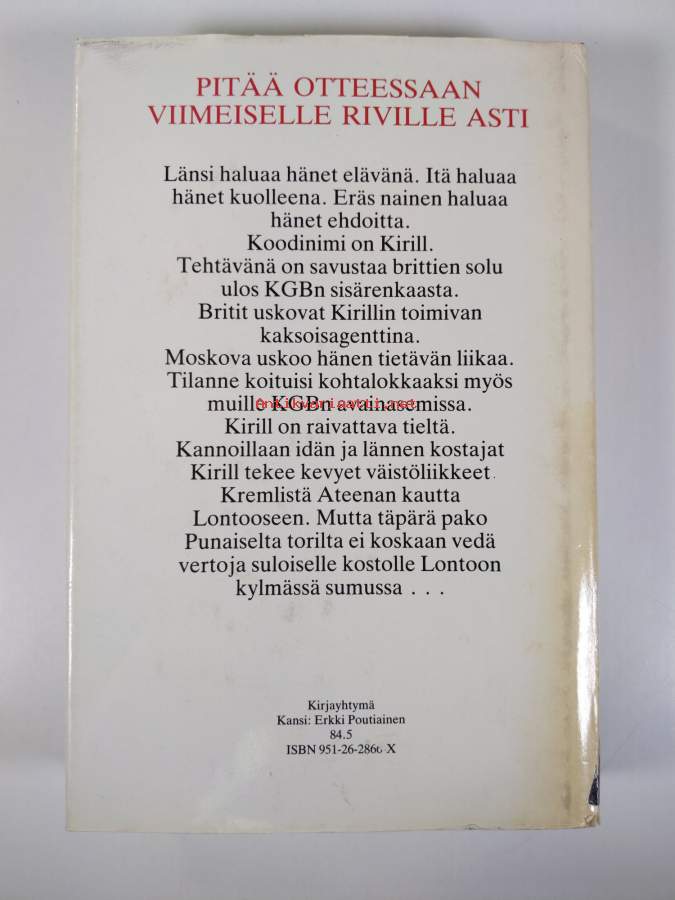 PITÄÄ OTTEESSAAN
VIIMEISELLE RIVILLE ASTI
Länsi haluaa hänet elävänä. Itä haluaa
hänet kuolleena. Eräs nainen haluaa
hänet ehdoitta.
Koodinimi on Kirill.
Tehtävänä on savustaa brittien solu
ulos KGBn sisärenkaasta.
Britit uskovat Kirillin toimivan
kaksoisagenttina.
Moskova uskoo hänen tietävän liikaa.
Tilanne koituisi kohtalokkaaksi myös
muille KGBn avainasemissa.
Antikvariaatti.net
Kirill on raivattava tieltä.
Kannoillaan idän ja lännen kostajat
Kirill tekee kevyet väistöliikkeet
Kremlistä Ateenan kautta
Lontooseen. Mutta täpärä pako
Punaiselta torilta ei koskaan vedä
vertoja suloiselle kostolle Lontoon
kylmässä sumussa . . .
Kirjayhtymä
Kansi: Erkki Poutiainen
84.5
ISBN 951-26-2866-X